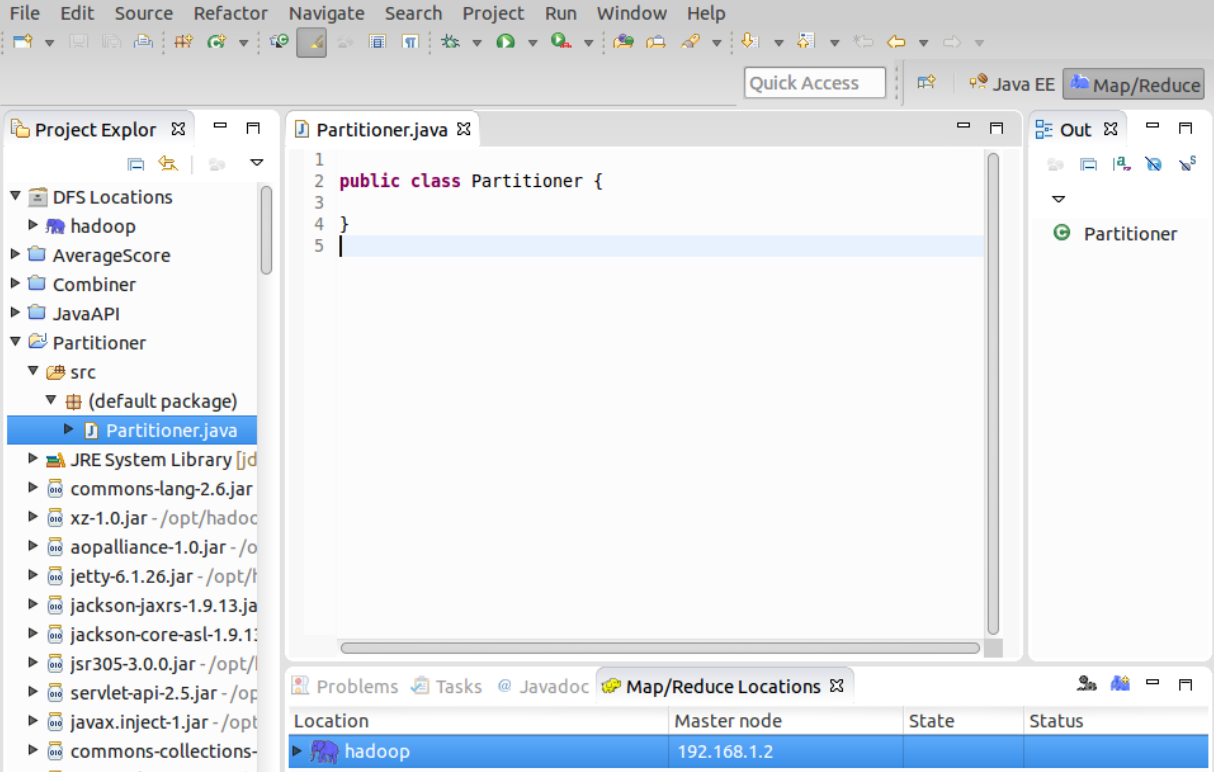 File Edit Source Refactor Navigate Search Project Run Window Help
Quick Access Java EE Map/Reduce
Project Explor
DFS Locations
hadoop
AverageScore
Combiner
JavaAPI
Partitioner
src
(default package)
Partitioner.java
JRE System Library [jd
commons-lang-2.6.jar
xz-1.0.jar - /opt/hadoc
aopalliance-1.0.jar - /o
jetty-6.1.26.jar - /opt/h
jackson-jaxrs-1.9.13.ja
jackson-core-asl-1.9.13
jsr305-3.0.0.jar - /opt/
servlet-api-2.5.jar - /op
javax.inject-1.jar - /opt
commons-collections-
Partitioner.java
1
2 public class Partitioner {
3
4 }
5
Out
Partitioner
Problems Tasks @ Javadoc Map/Reduce Locations
Location Master node State Status
hadoop 192.168.1.2